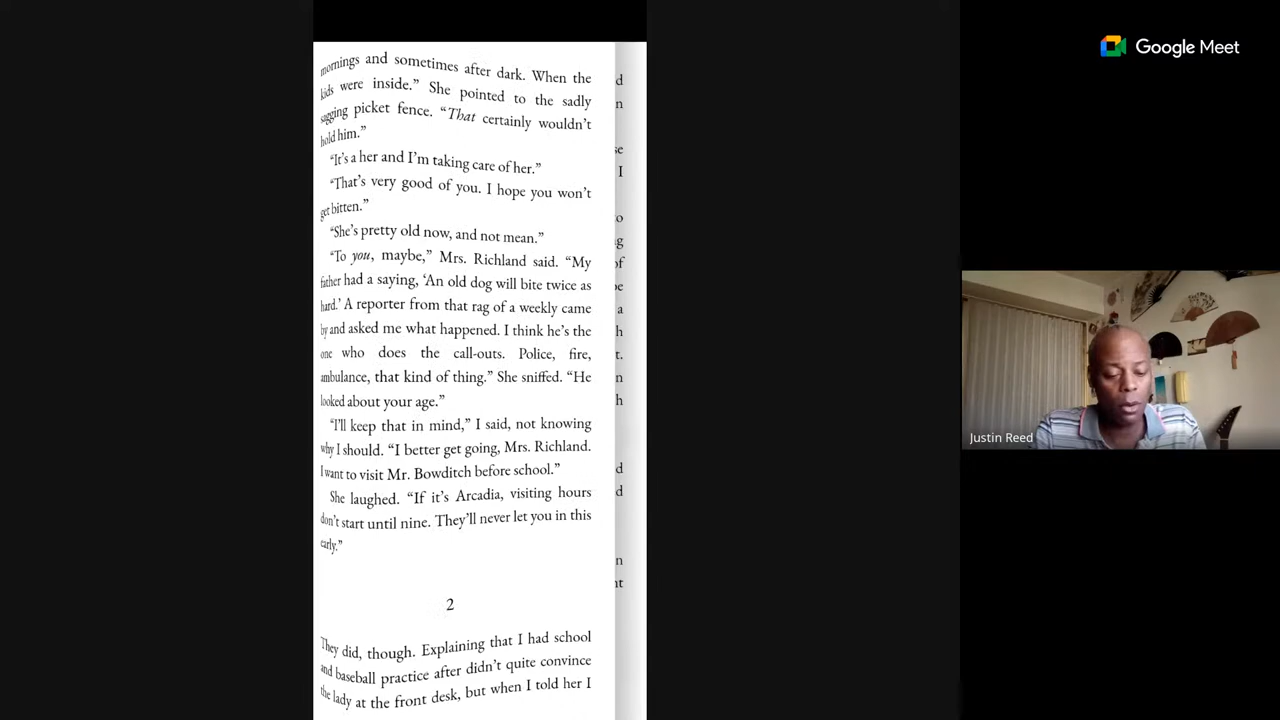 Google Meet
mornings and sometimes after dark. When the
kids were inside.” She pointed to the sadly
sagging picket fence. “That certainly wouldn’t
hold him.”
“It’s a her and I’m taking care of her.”
“That’s very good of you. I hope you won’t
get bitten.”
“She’s pretty old now, and not mean.”
“To you, maybe,” Mrs. Richland said. “My
father had a saying, ‘An old dog will bite twice as
hard.’ A reporter from that rag of a weekly came
by and asked me what happened. I think he’s the
one who does the call-outs. Police, fire,
ambulance, that kind of thing.” She sniffed. “He
looked about your age.”
“I’ll keep that in mind,” I said, not knowing
why I should. “I better get going, Mrs. Richland.
I want to visit Mr. Bowditch before school.”
She laughed. “If it’s Arcadia, visiting hours
don’t start until nine. They’ll never let you in this
early.”
2
They did, though. Explaining that I had school
and baseball practice after didn’t quite convince
the lady at the front desk, but when I told her I
Justin Reed